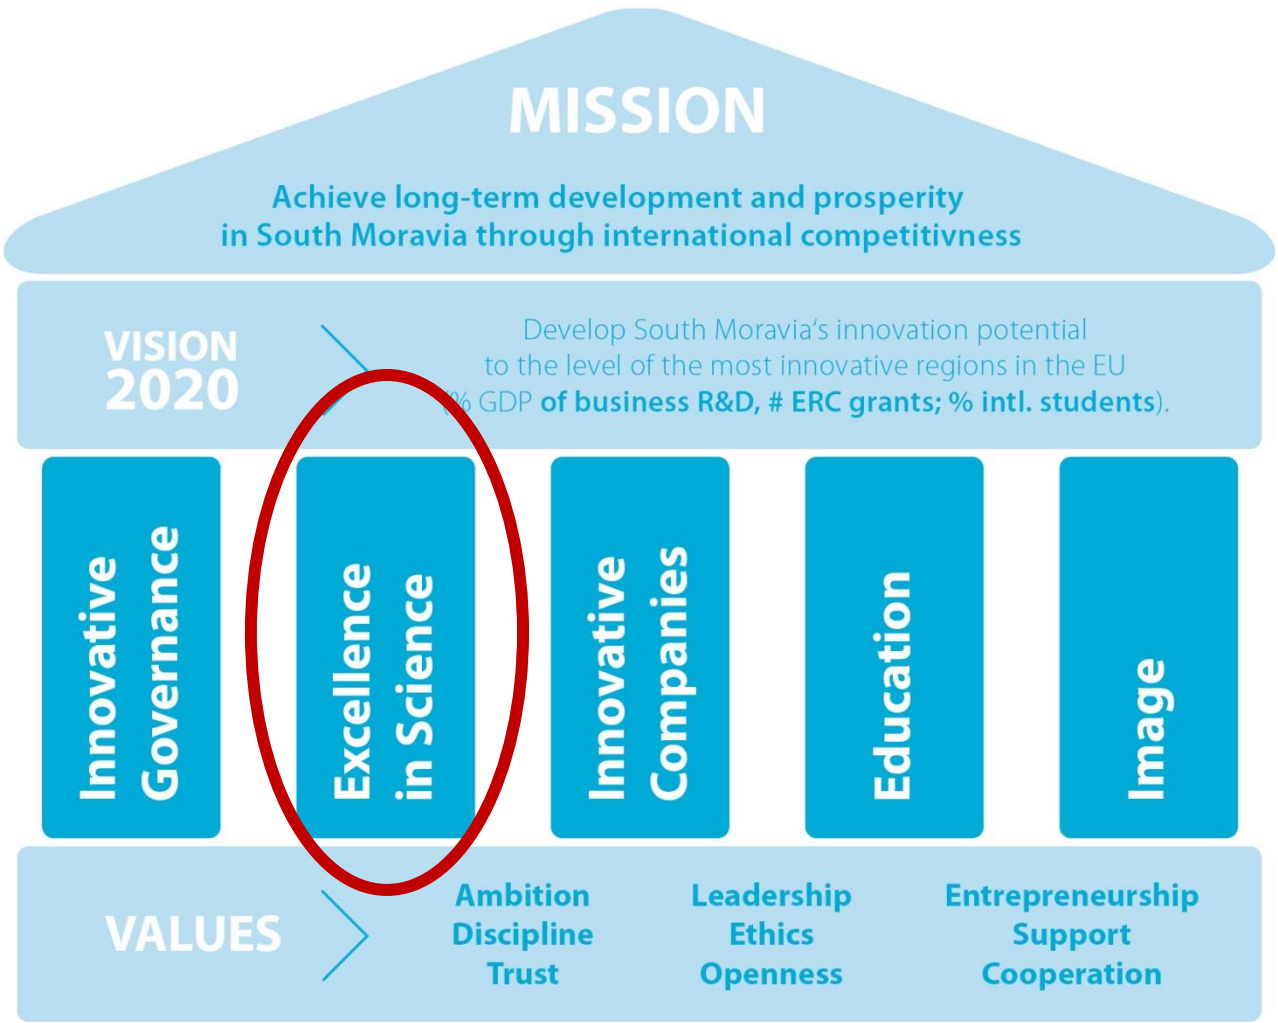 MISSION
Achieve long-term development and prosperity
in South Moravia through international competitivness
VISION
2020
Develop South Moravia‘s innovation potential
to the level of the most innovative regions in the EU
(% GDP of business R&D, # ERC grants; % intl. students).
Innovative
Governance
Excellence
in Science
Innovative
Companies
Education
Image
VALUES
Ambition
Discipline
Trust
Leadership
Ethics
Openness
Entrepreneurship
Support
Cooperation